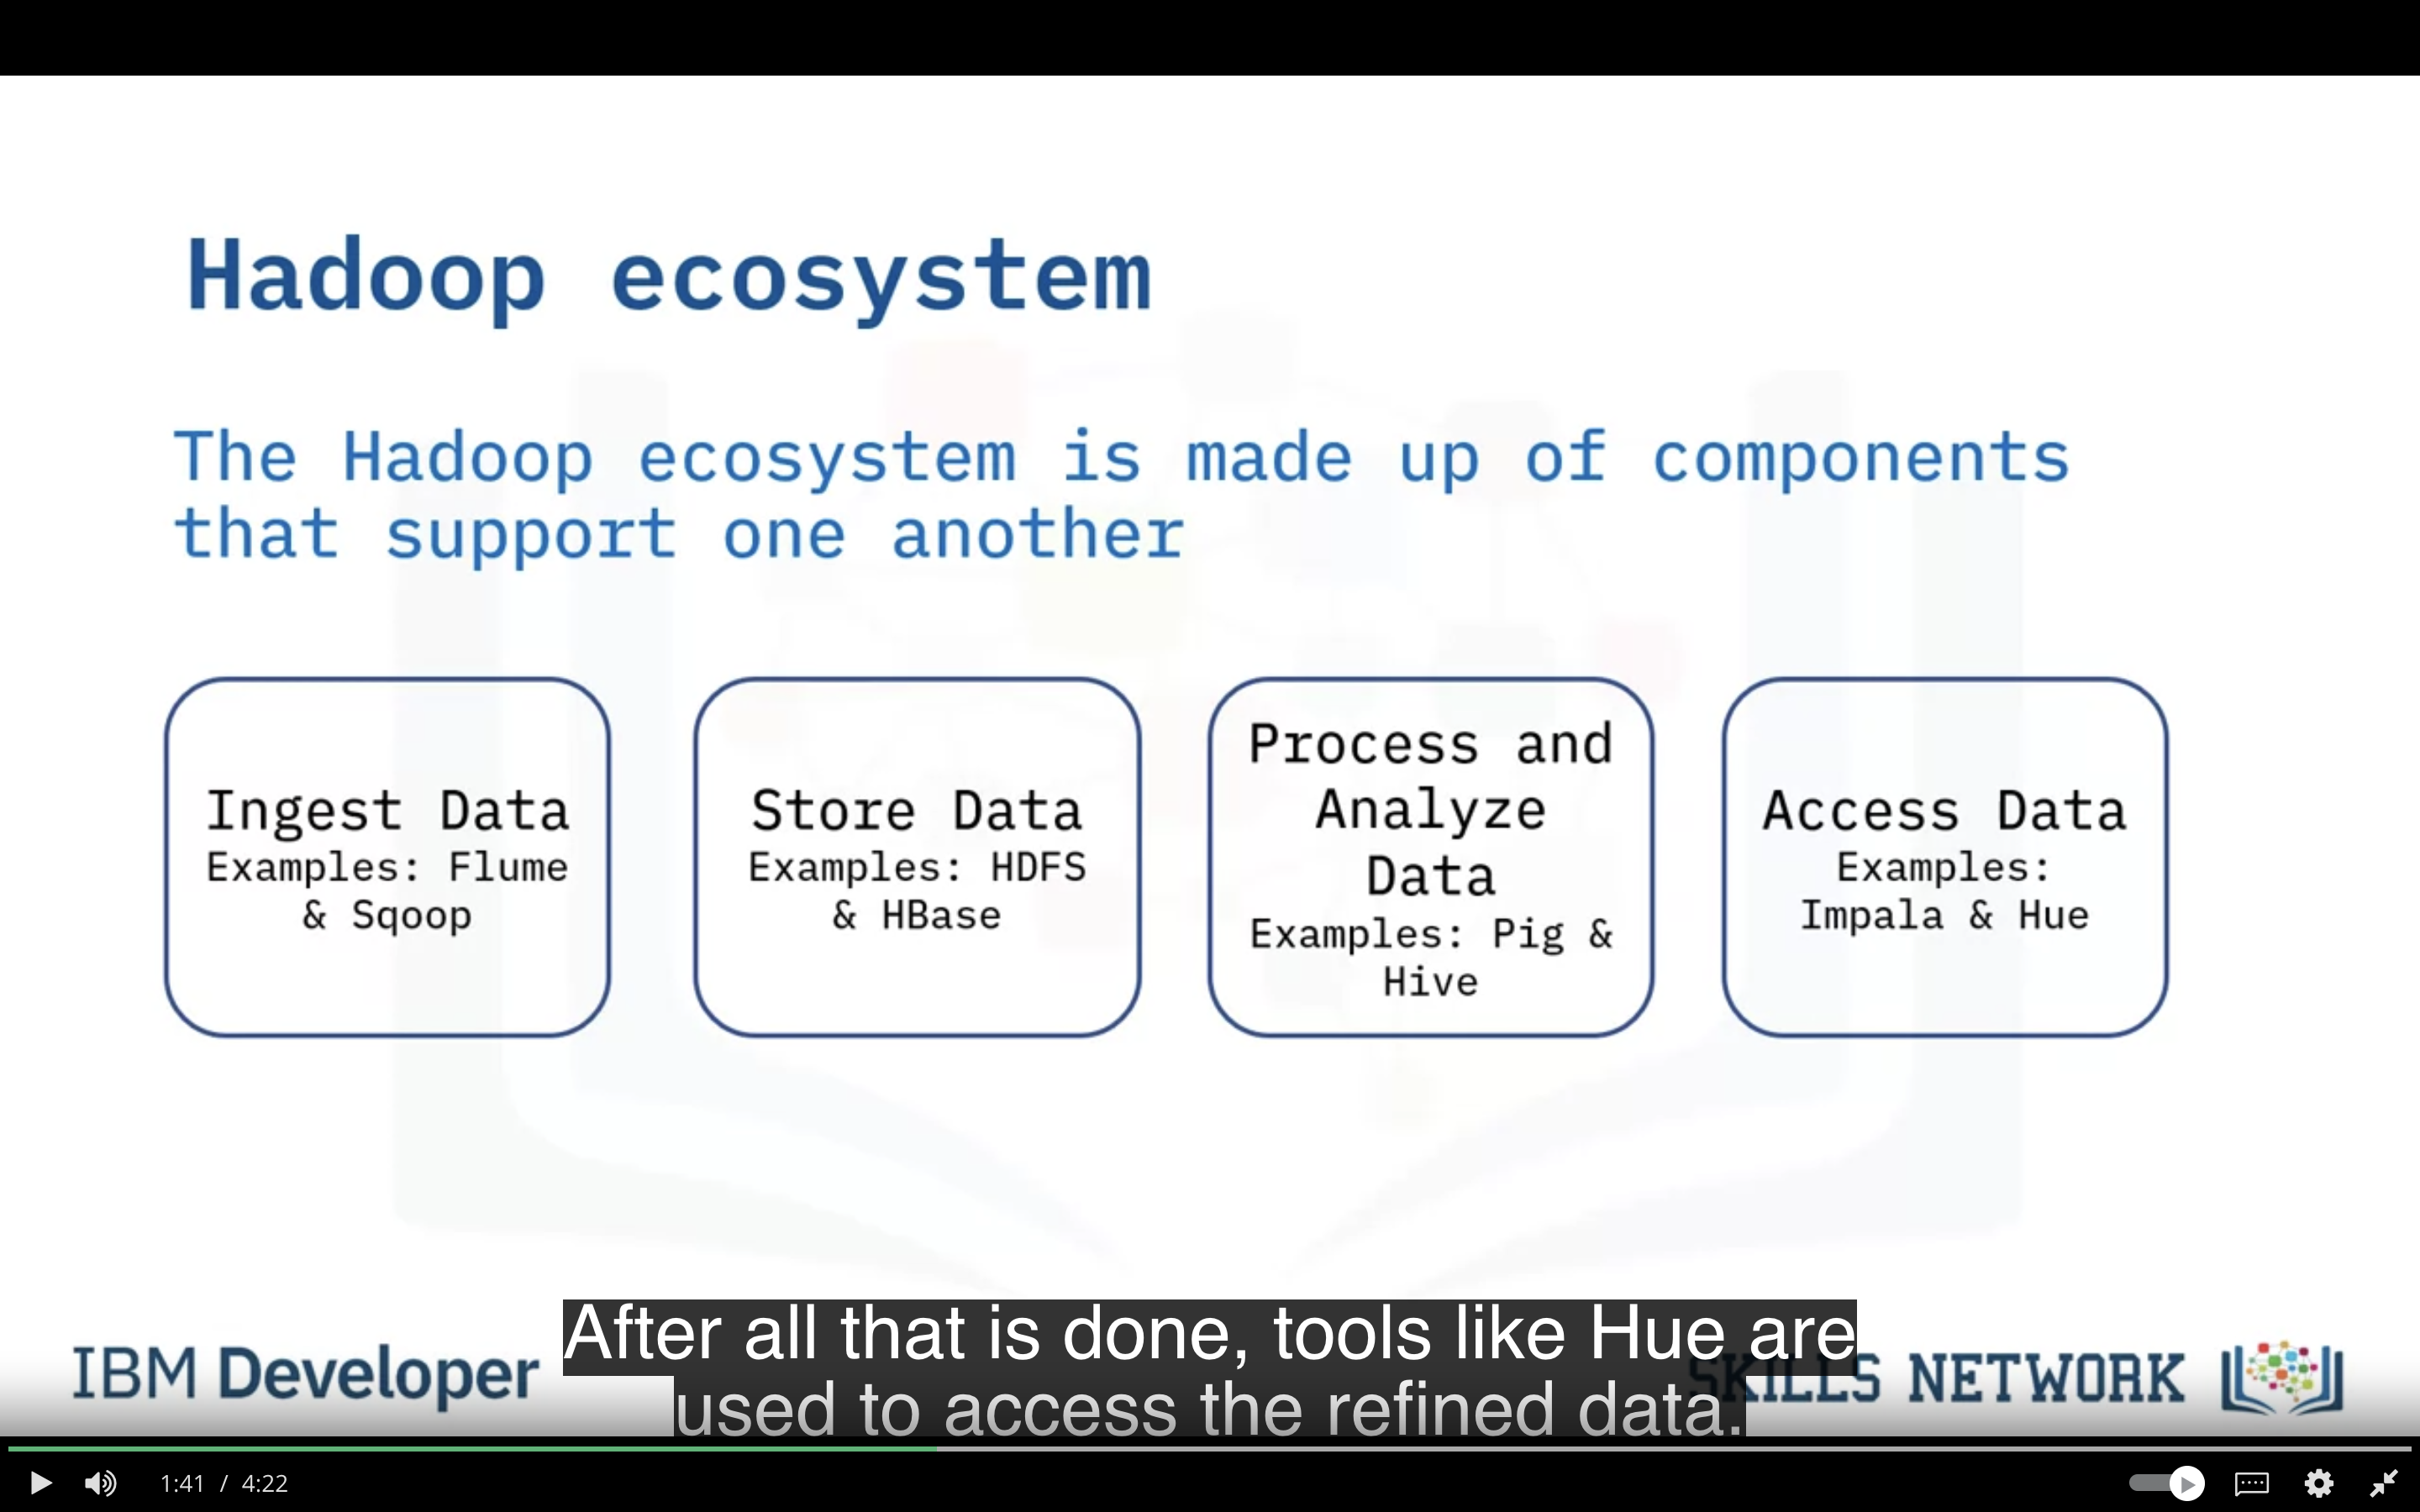 Hadoop ecosystem
The Hadoop ecosystem is made up of components
that support one another
Ingest Data
Examples: Flume
& Sqoop
Store Data
Examples: HDFS
& HBase
Process and
Analyze
Data
Examples: Pig &
Hive
Access Data
Examples:
Impala & Hue
After all that is done, tools like Hue are
used to access the refined data.
IBM Developer
SKILLS NETWORK
1:41 / 4:22